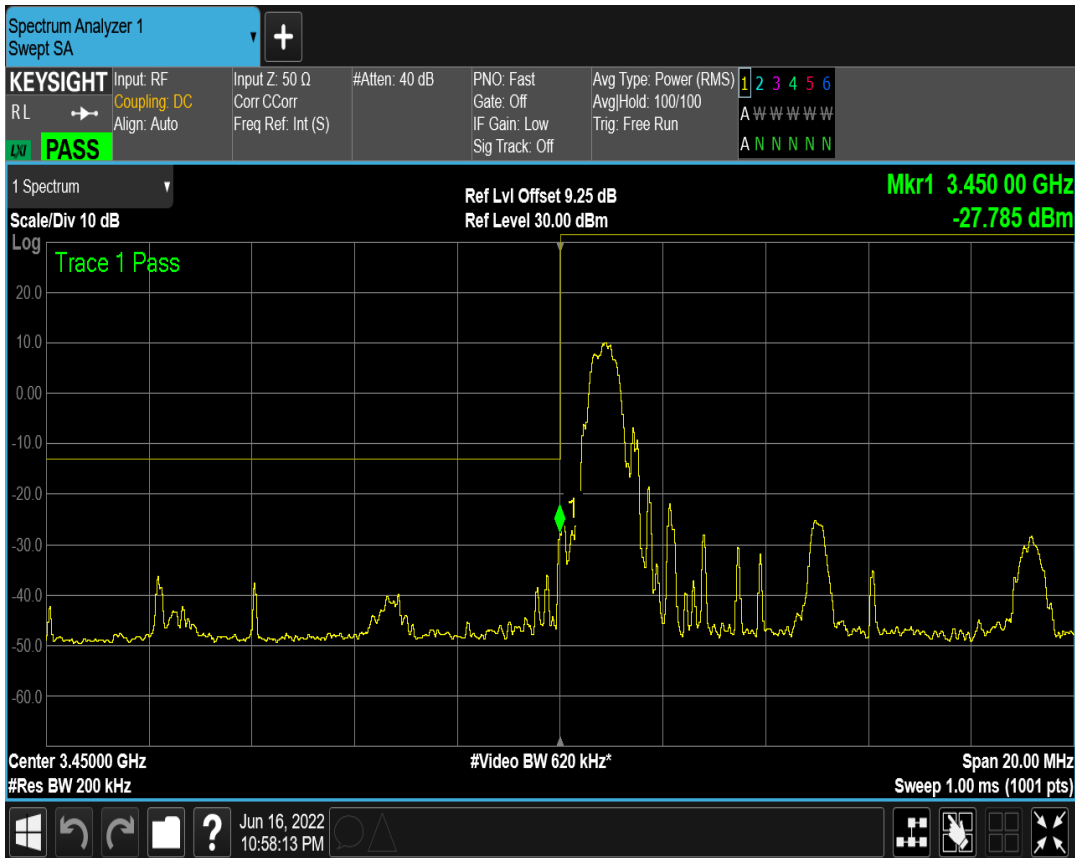 Spectrum Analyzer 1
Swept SA
+
KEYSIGHT
RL
LXI PASS
Input: RF
Coupling: DC
Align: Auto
Input Z: 50 Ω
Corr CCorr
Freq Ref: Int (S)
#Atten: 40 dB
PNO: Fast
Gate: Off
IF Gain: Low
Sig Track: Off
Avg Type: Power (RMS)
Avg|Hold: 100/100
Trig: Free Run
1 2 3 4 5 6
A W W W W W
A N N N N N
1 Spectrum
Scale/Div 10 dB
Ref Lvl Offset 9.25 dB
Ref Level 30.00 dBm
Mkr1 3.450 00 GHz
-27.785 dBm
Log
Trace 1 Pass
20.0
10.0
0.00
-10.0
-20.0
-30.0
-40.0
-50.0
-60.0
1
Center 3.45000 GHz
#Res BW 200 kHz
#Video BW 620 kHz*
Span 20.00 MHz
Sweep 1.00 ms (1001 pts)
?
Jun 16, 2022
10:58:13 PM